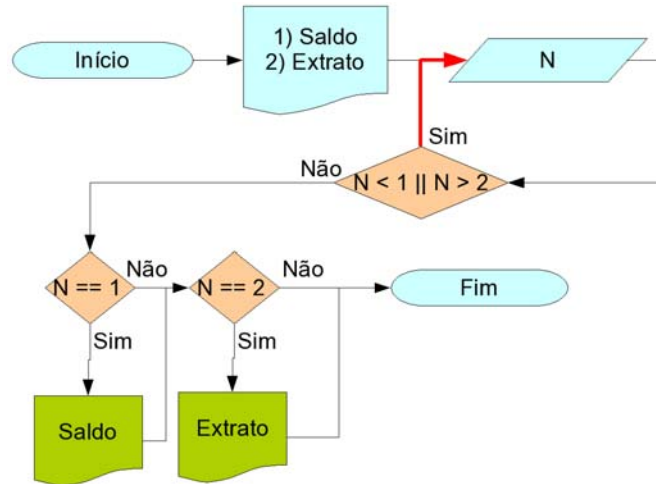 Início
1) Saldo
2) Extrato
N
Sim
Não
N < 1 || N > 2
N == 1
Não
N == 2
Não
Fim
Sim
Sim
Saldo
Extrato